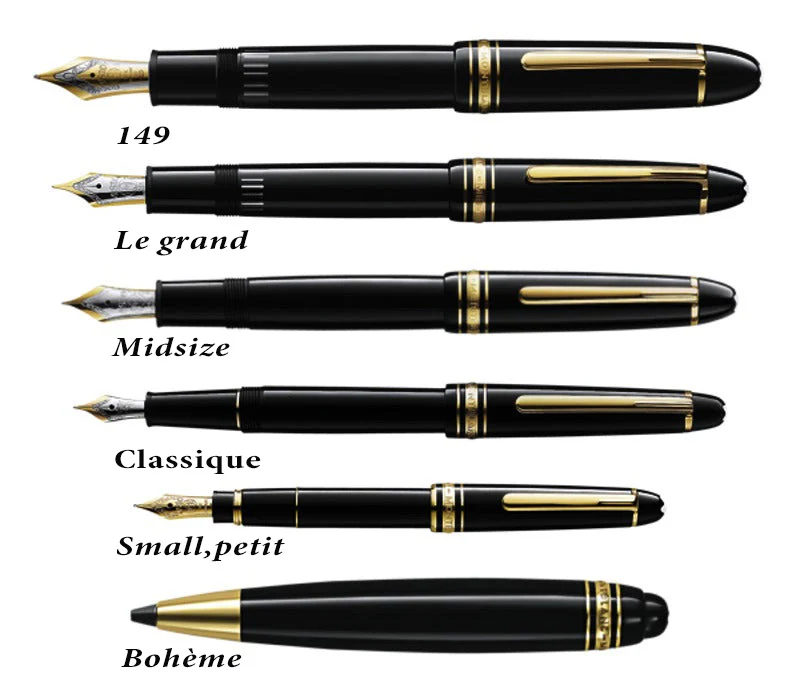 149
Le grand
Midsize
Classique
Small,petit
Bohème